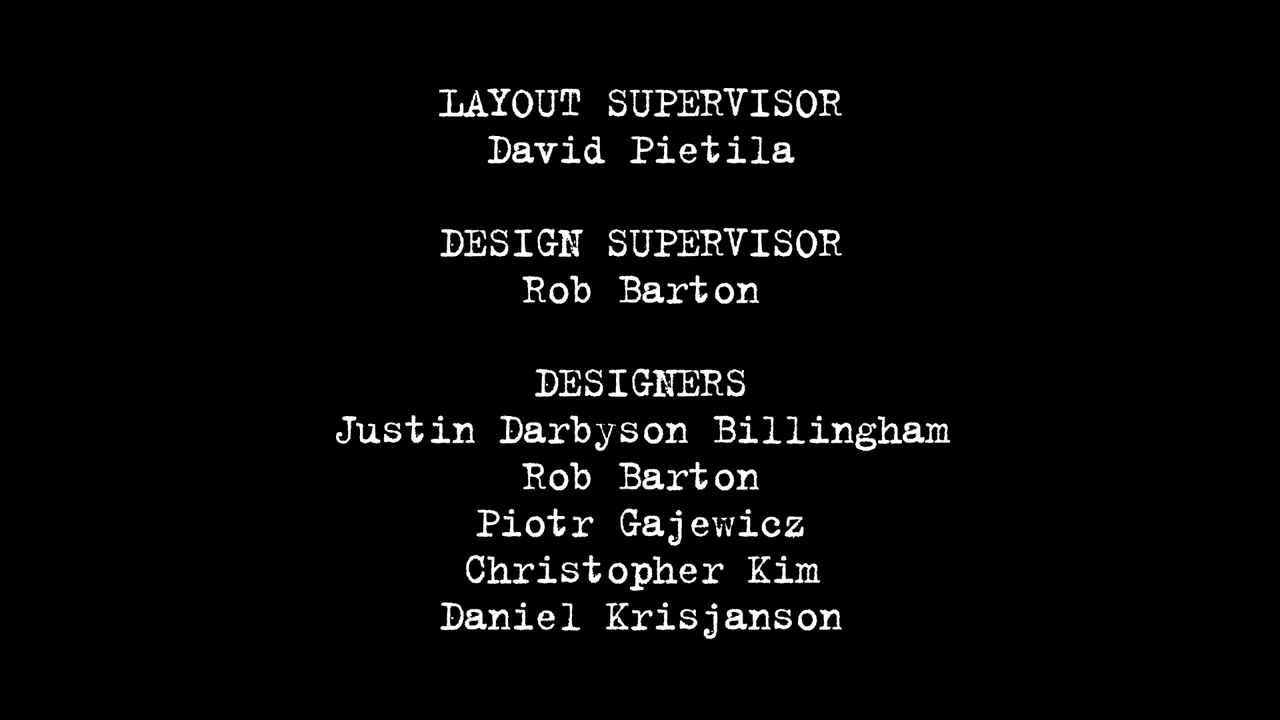 LAYOUT SUPERVISOR
David Pietila
DESIGN SUPERVISOR
Rob Barton
DESIGNERS
Justin Darbyson Billingham
Rob Barton
Piotr Gajewicz
Christopher Kim
Daniel Krisjanson